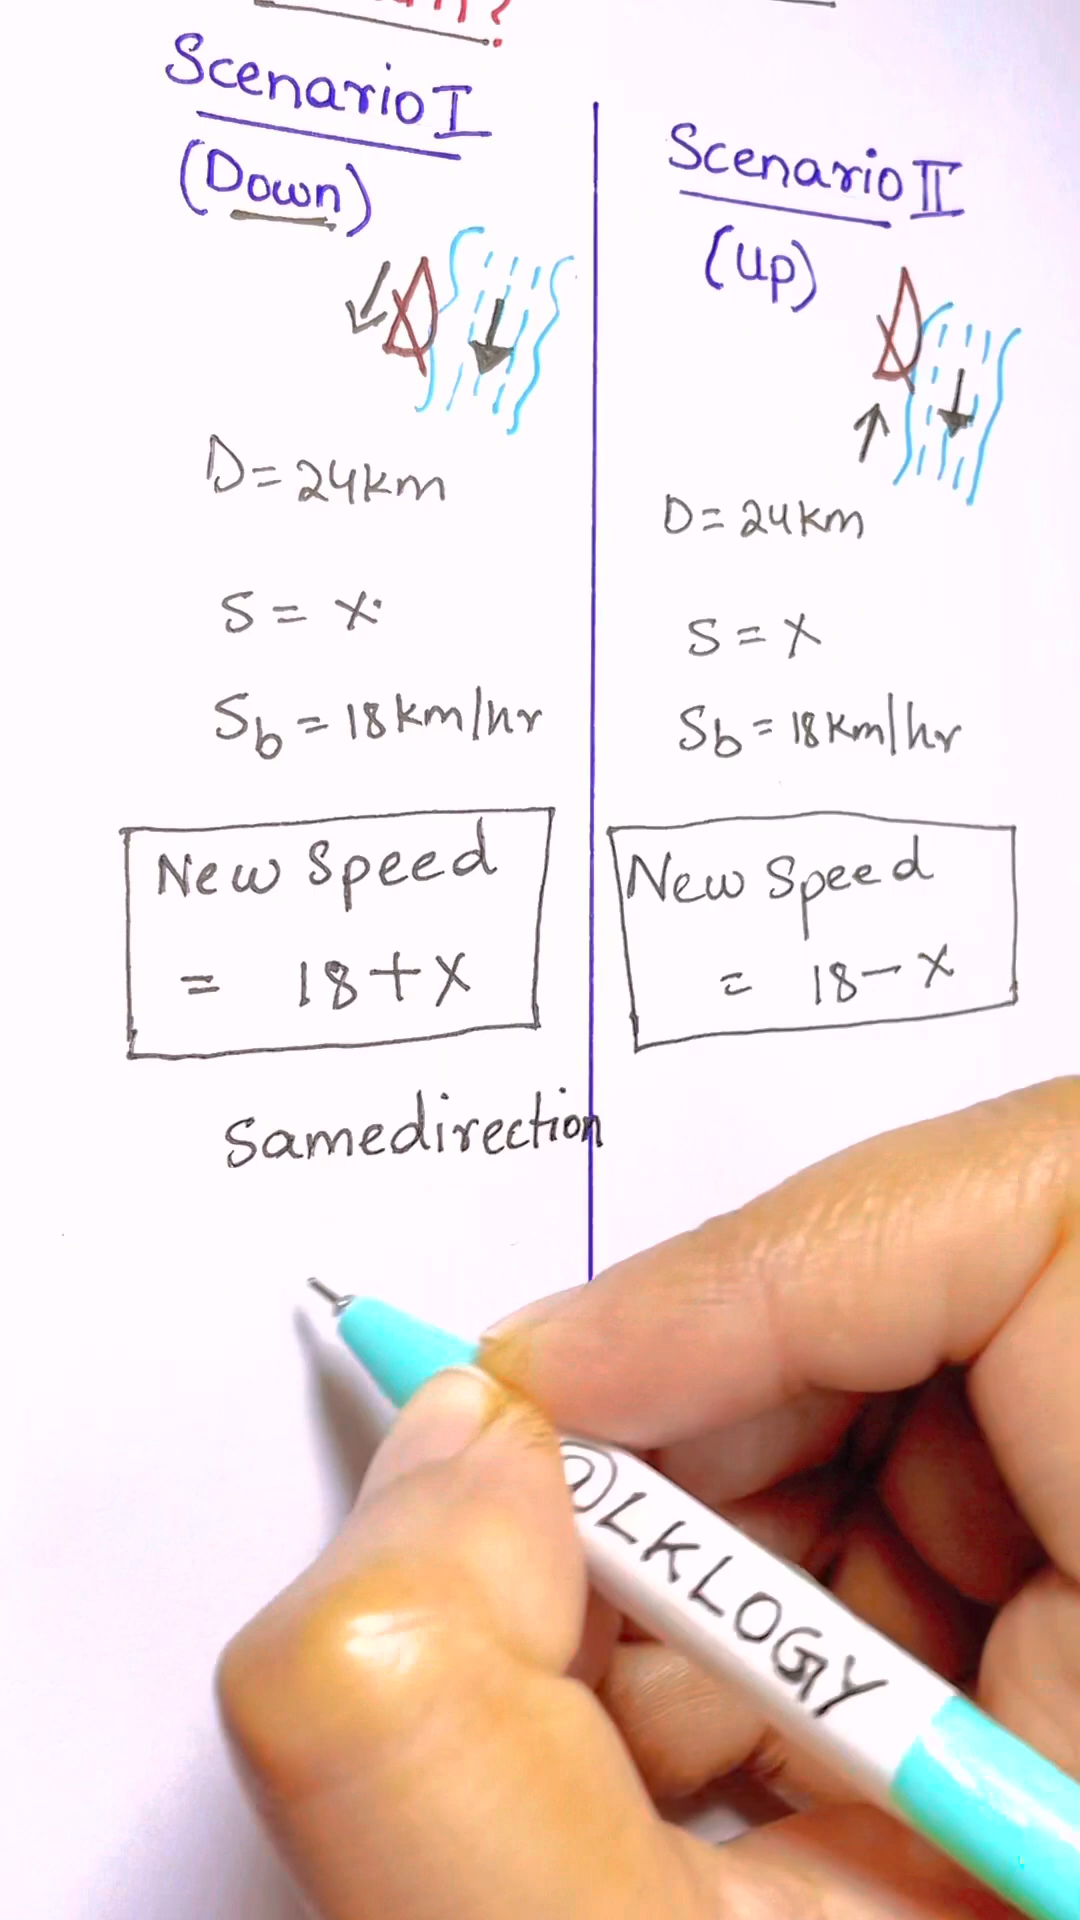 Scenario I
(Down)
D = 24km
S = x
Sb = 18km/hr
New Speed
= 18+x
Samedirection
Scenario II
(Up)
D = 24km
S = x
Sb = 18km/hr
New Speed
= 18-x
@LKLOGY